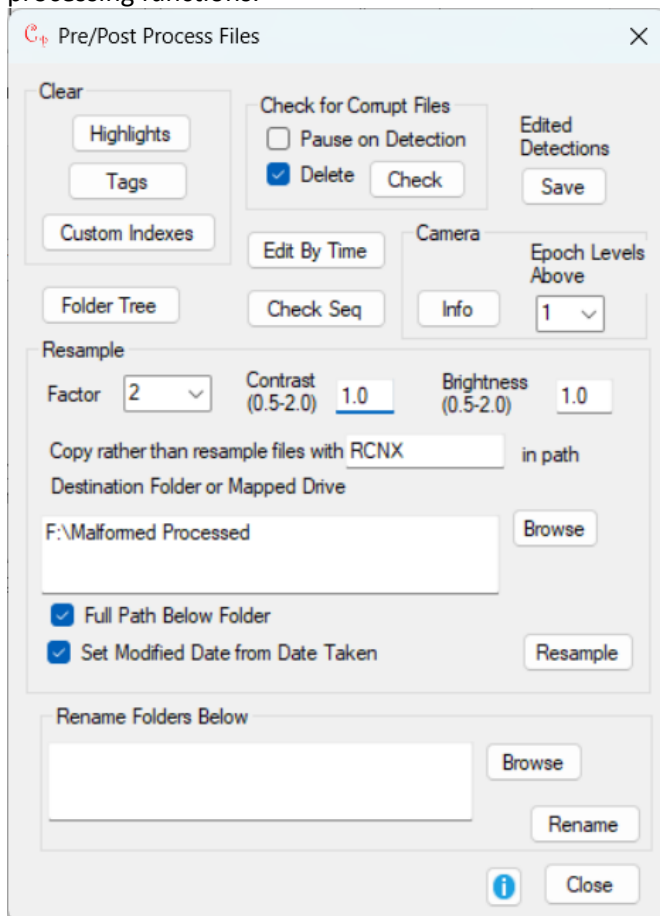 processing functions.
Pre/Post Process Files
Clear
Highlights
Tags
Custom Indexes
Check for Corrupt Files
Pause on Detection
Delete
Check
Edited
Detections
Save
Edit By Time
Camera
Epoch Levels
Above
Folder Tree
Check Seq
Info
1
Resample
Factor
2
Contrast
(0.5-2.0)
1.0
Brightness
(0.5-2.0)
1.0
Copy rather than resample files with RCNX in path
Destination Folder or Mapped Drive
F:\Malformed Processed
Browse
Full Path Below Folder
Set Modified Date from Date Taken
Resample
Rename Folders Below
Browse
Rename
Close